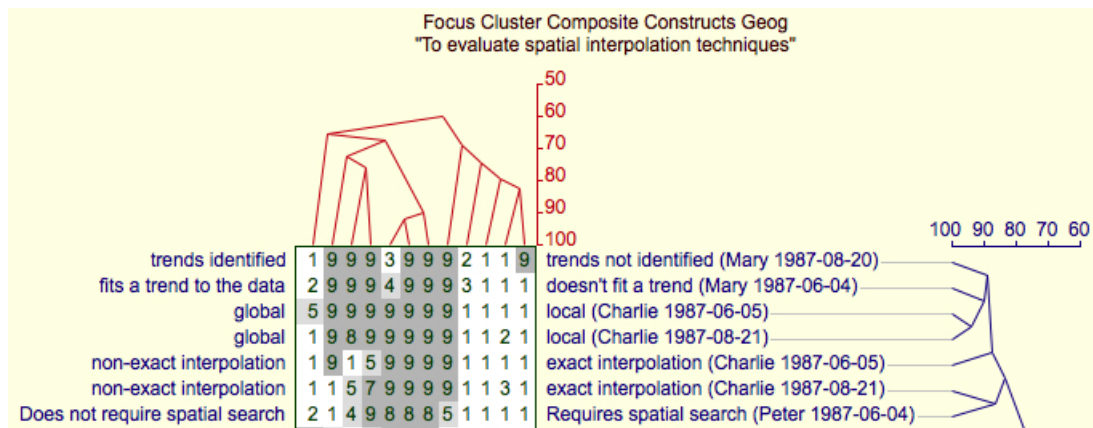 Focus Cluster Composite Constructs Geog
"To evaluate spatial interpolation techniques"
50
60
70
80
90
100
100 90 80 70 60
trends identified 1 9 9 9 3 9 9 9 2 1 1 9 trends not identified (Mary 1987-08-20)
fits a trend to the data 2 9 9 9 4 9 9 9 3 1 1 1 doesn't fit a trend (Mary 1987-06-04)
global 5 9 9 9 9 9 9 9 1 1 1 1 local (Charlie 1987-06-05)
global 1 9 8 9 9 9 9 9 1 1 2 1 local (Charlie 1987-08-21)
non-exact interpolation 1 9 1 5 9 9 9 9 1 1 1 1 exact interpolation (Charlie 1987-06-05)
non-exact interpolation 1 1 5 7 9 9 9 9 1 1 3 1 exact interpolation (Charlie 1987-08-21)
Does not require spatial search 2 1 4 9 8 8 8 5 1 1 1 1 Requires spatial search (Peter 1987-06-04)